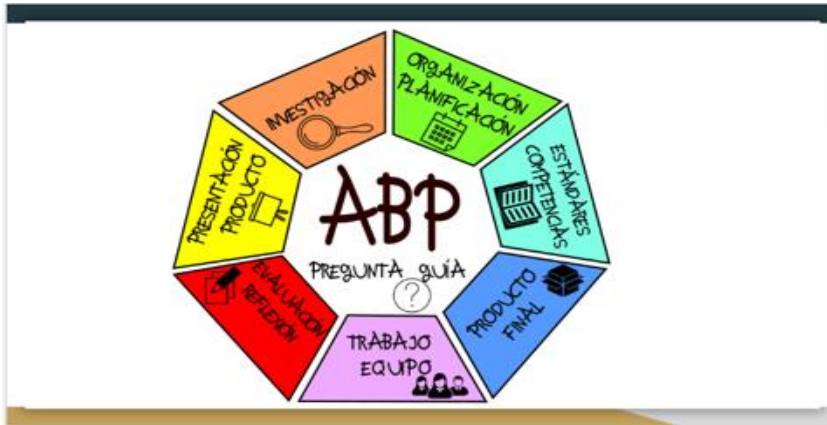 INVESTIGACIÓN
ORGANIZACIÓN
PLANIFICACIÓN
ESTÁNDARES
COMPETENCIAS
PRODUCTO
FINAL
TRABAJO
EQUIPO
EVALUACIÓN
REFLEXIÓN
PRESENTACIÓN
PRODUCTO
ABP
PREGUNTA GUÍA
?